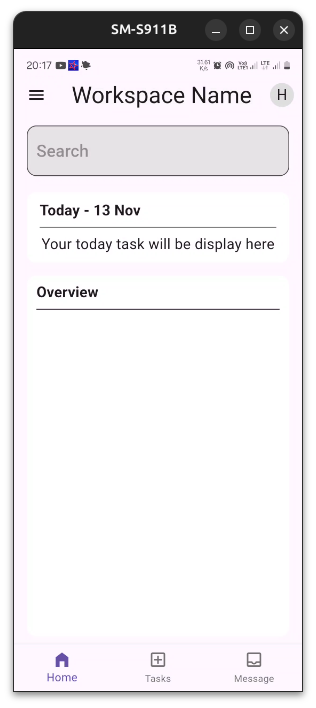 SM-S911B
20:17
Workspace Name
H
Search
Today - 13 Nov
Your today task will be display here
Overview
Home
Tasks
Message